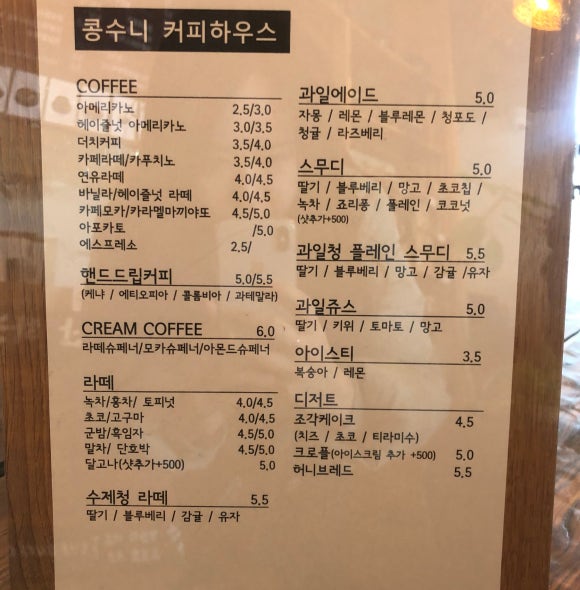 콩수니 커피하우스
COFFEE
아메리카노 2.5/3.0
헤이즐넛 아메리카노 3.0/3.5
더치커피 3.5/4.0
카페라떼/카푸치노 3.5/4.0
연유라떼 4.0/4.5
바닐라/헤이즐넛 라떼 4.0/4.5
카페모카/카라멜마끼야또 4.5/5.0
아포카토 /5.0
에스프레소 2.5/
핸드드립커피 5.0/5.5
(케냐 / 에티오피아 / 콜롬비아 / 과테말라)
CREAM COFFEE 6.0
라떼슈페너/모카슈페너/아몬드슈페너
라떼
녹차/홍차/ 토피넛 4.0/4.5
초코/고구마 4.0/4.5
군밤/흑임자 4.5/5.0
말차/ 단호박 4.5/5.0
달고나(샷추가+500) 5.0
수제청 라떼 5.5
딸기 / 블루베리 / 감귤 / 유자
과일에이드 5.0
자몽 / 레몬 / 블루레몬 / 청포도 /
청귤 / 라즈베리
스무디 5.0
딸기 / 블루베리 / 망고 / 초코칩 /
녹차 / 죠리퐁 / 플레인 / 코코넛
(샷추가+500)
과일청 플레인 스무디 5.5
딸기 / 블루베리 / 망고 / 감귤 /유자
과일쥬스 5.0
딸기 / 키위 / 토마토 / 망고
아이스티 3.5
복숭아 / 레몬
디저트
조각케이크 4.5
(치즈 / 초코 / 티라미수)
크로플(아이스크림 추가 +500) 5.0
허니브레드 5.5